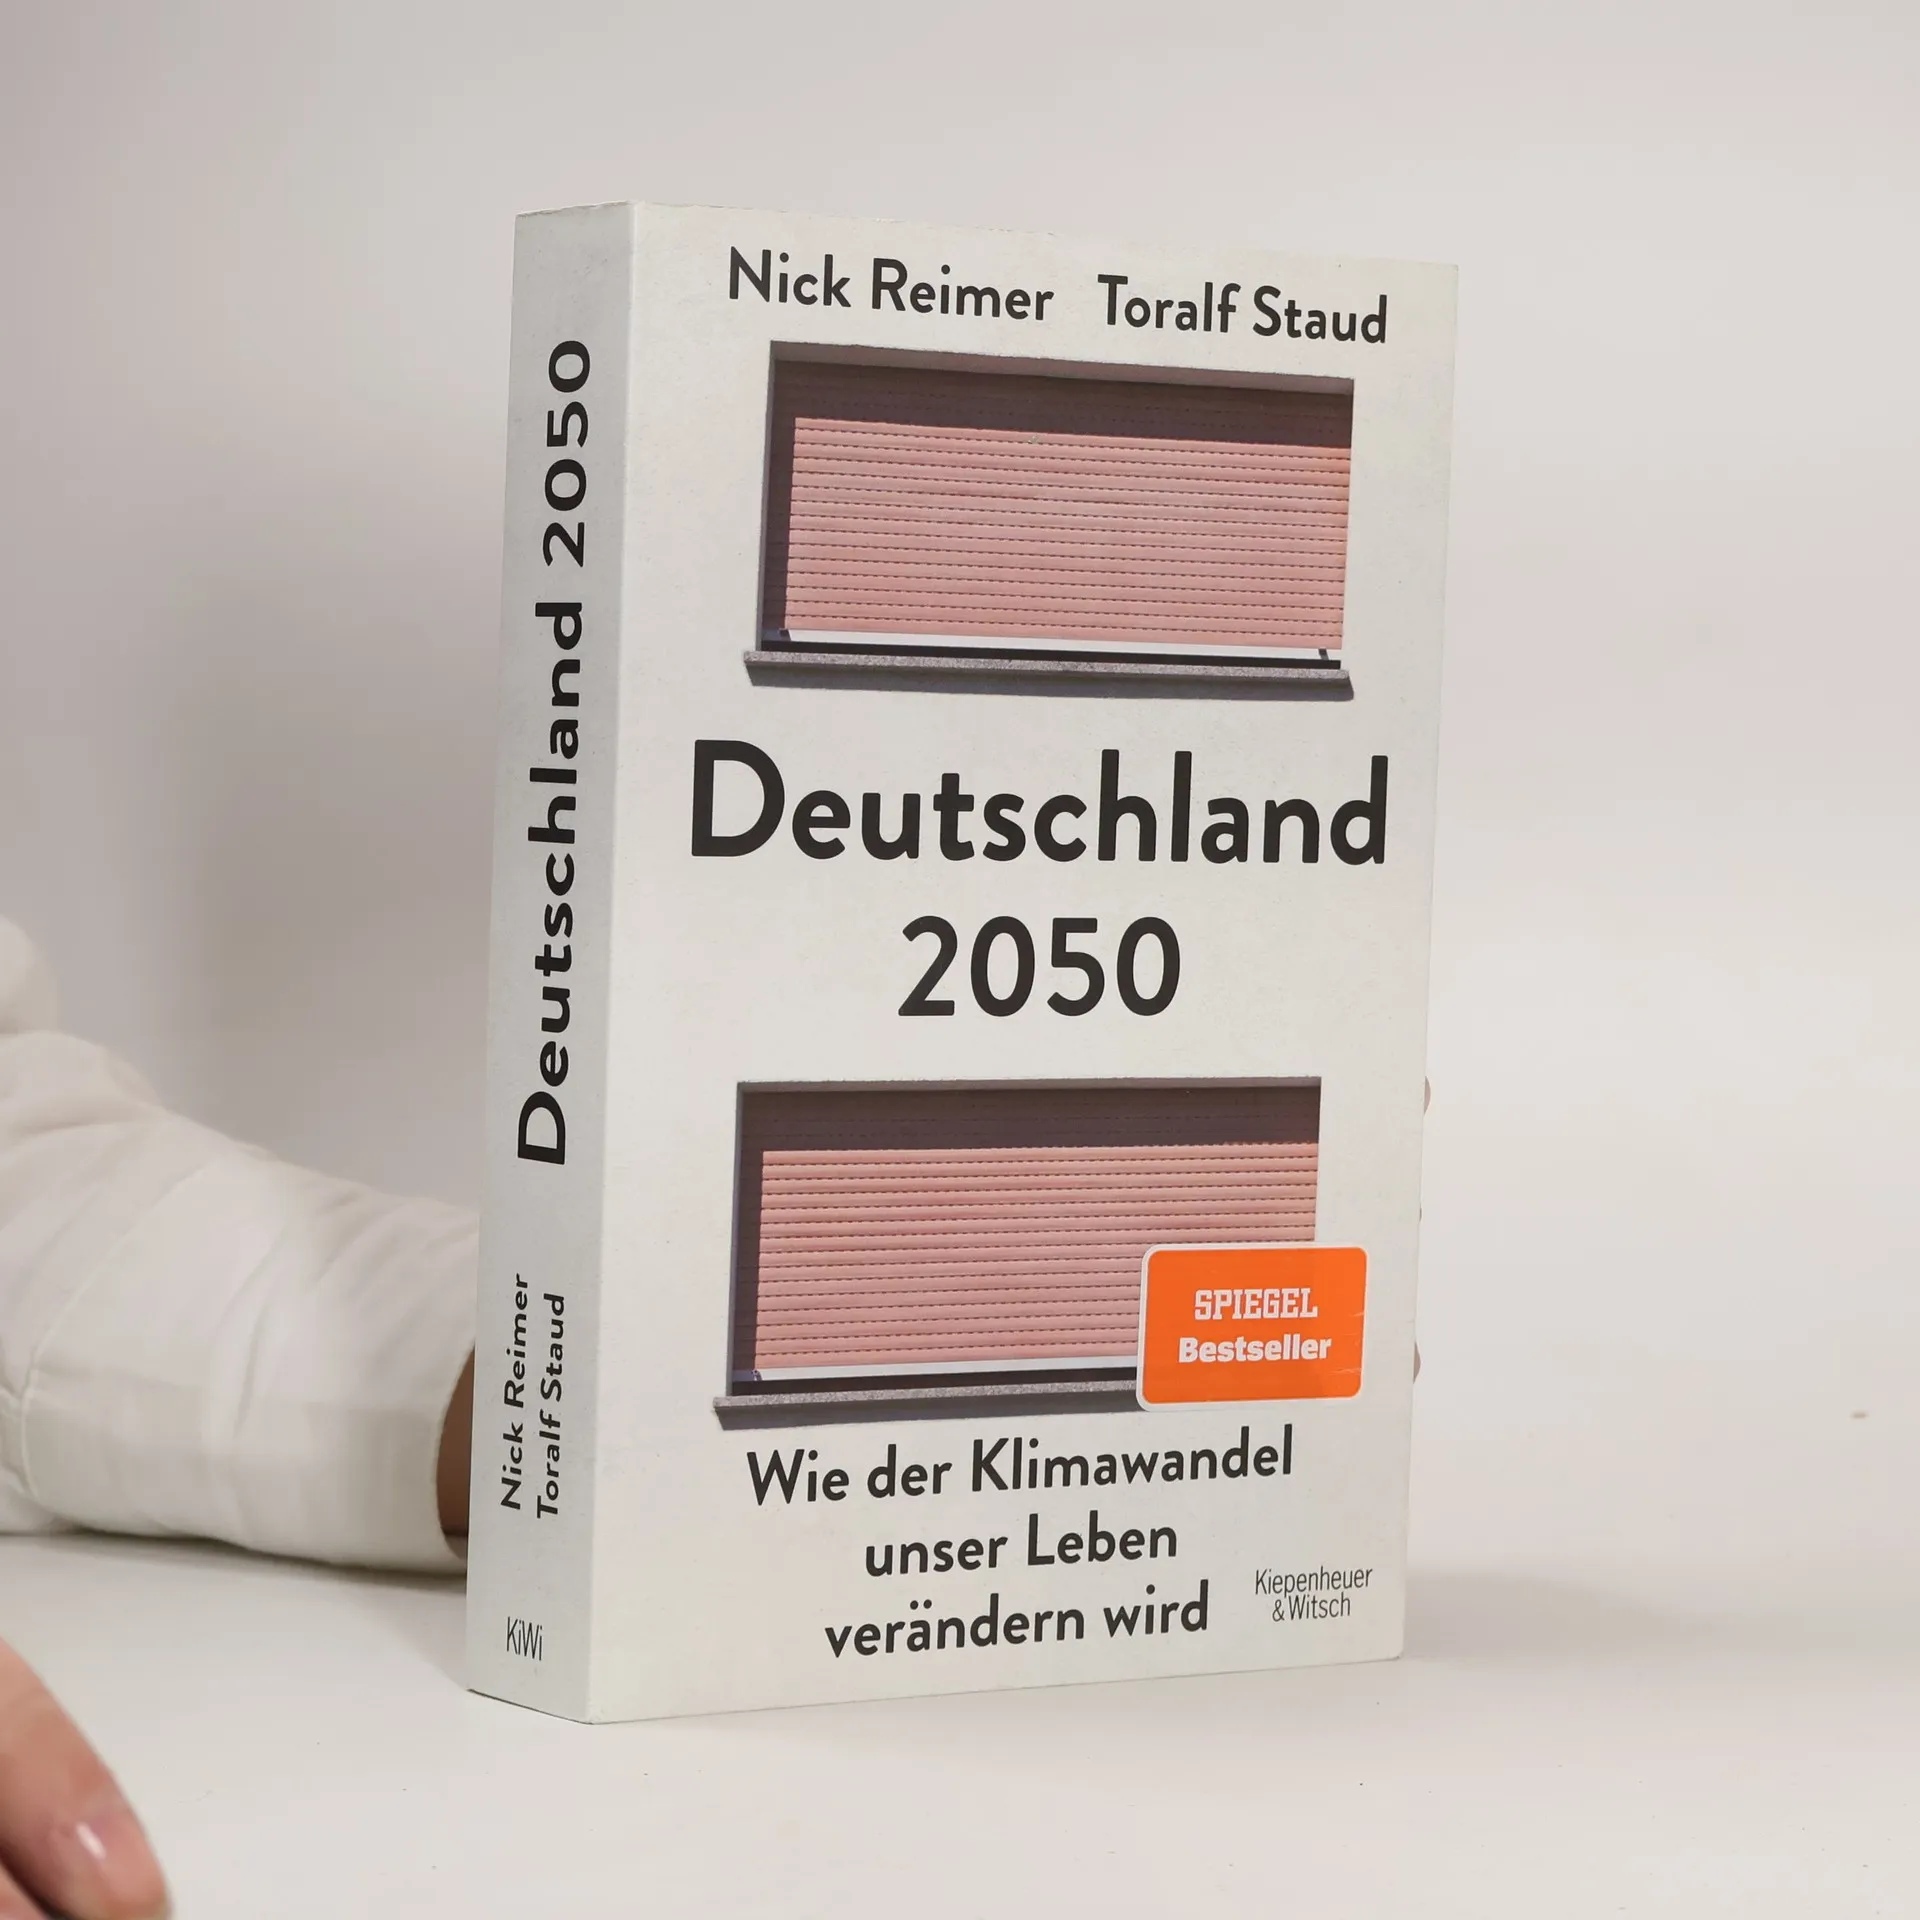 Nick Reimer Toralf Staud
Deutschland
2050
SPIEGEL
Bestseller
Wie der Klimawandel
unser Leben
verändern wird
Kiepenheuer
& Witsch
Deutschland 2050
Nick Reimer
Toralf Staud
KiWi